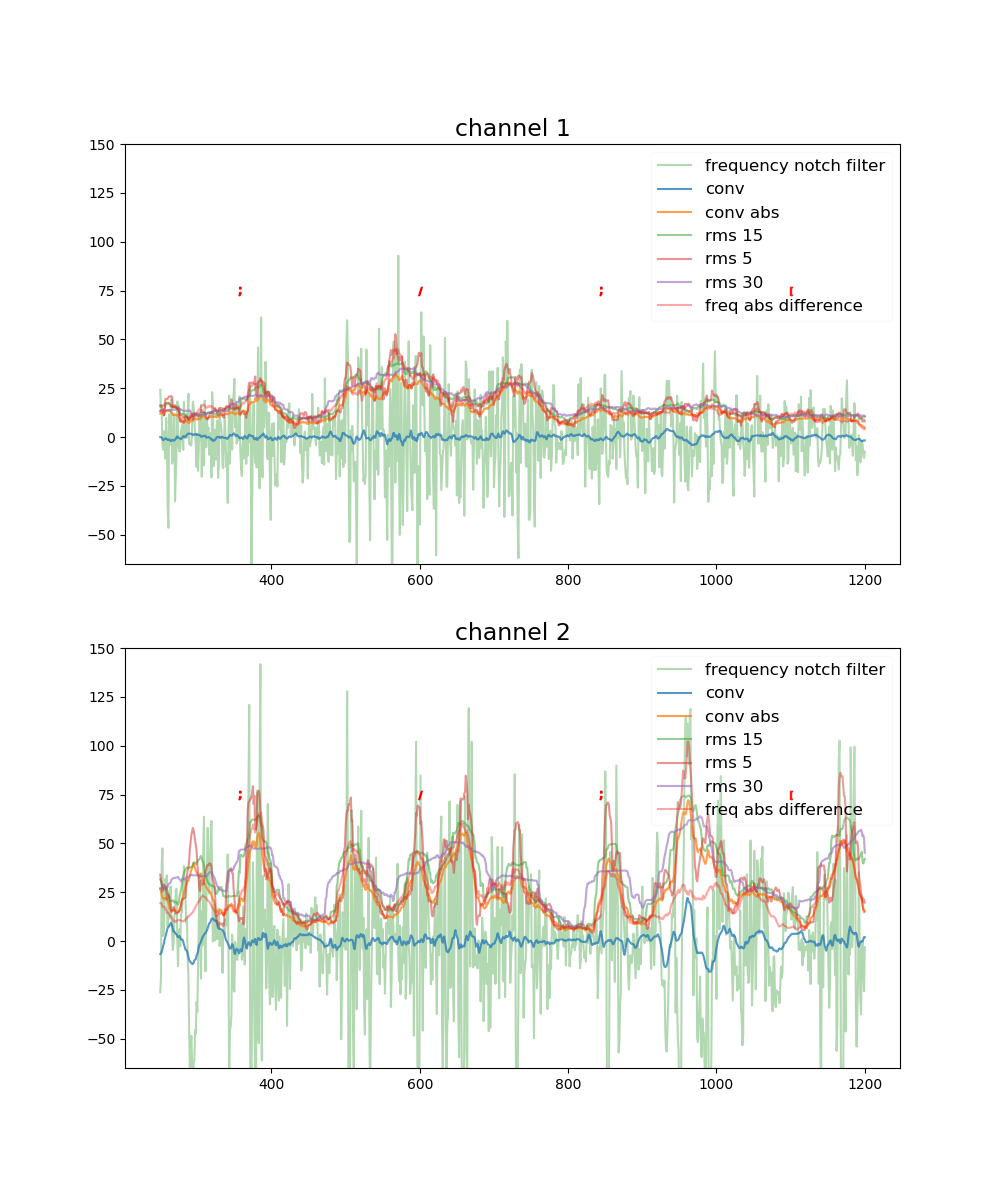 channel 1
150
125
100
75
50
25
0
−25
−50
frequency notch filter
conv
conv abs
rms 15
rms 5
rms 30
freq abs difference
; / ; [
400 600 800 1000 1200
channel 2
150
125
100
75
50
25
0
−25
−50
frequency notch filter
conv
conv abs
rms 15
rms 5
rms 30
freq abs difference
; / ; [
400 600 800 1000 1200